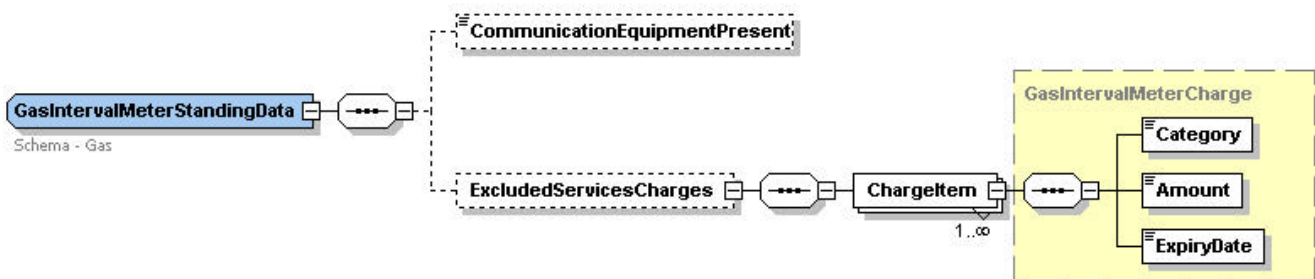 CommunicationEquipmentPresent
GasIntervalMeterStandingData
Schema - Gas
GasIntervalMeterCharge
Category
ExcludedServicesCharges
ChargeItem
1..∞
Amount
ExpiryDate